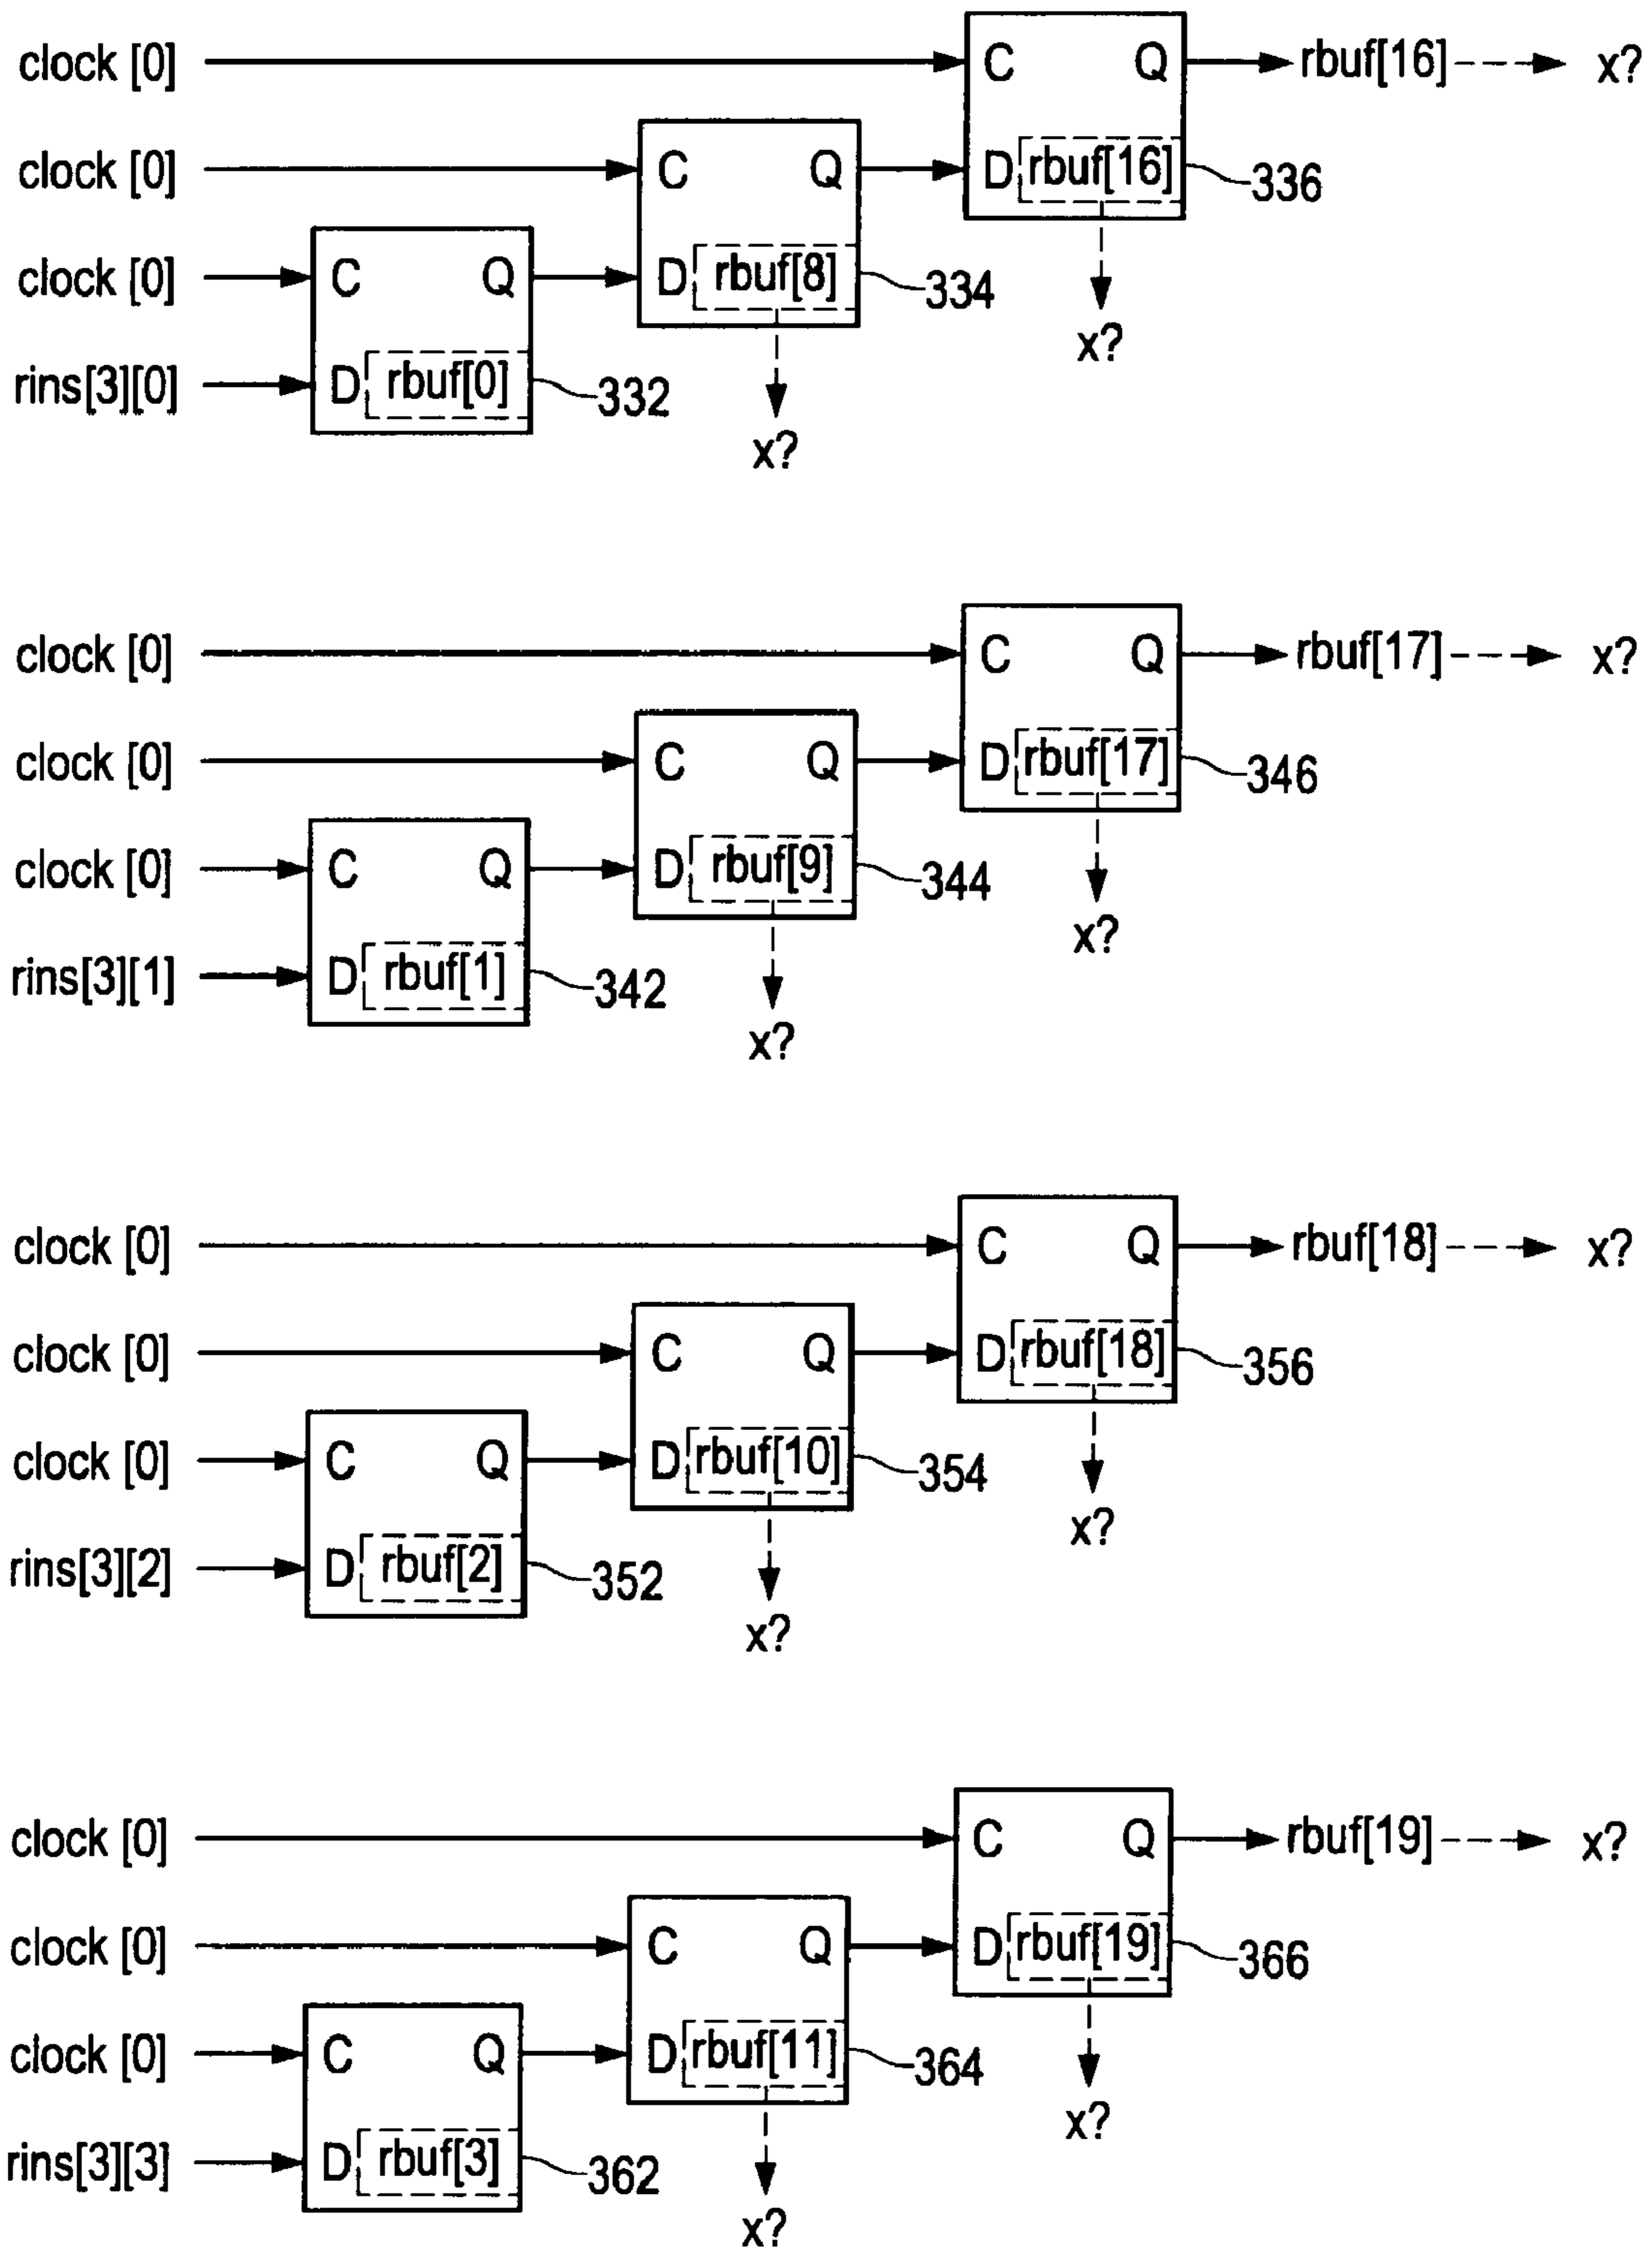 clock [0]
C Q
rbuf[16]
x?
clock [0]
C Q
D rbuf[16]
336
clock [0]
C Q
D rbuf[8]
334
x?
rins[3][0]
D rbuf[0]
332
x?
clock [0]
C Q
rbuf[17]
x?
clock [0]
C Q
D rbuf[17]
346
clock [0]
C Q
D rbuf[9]
344
x?
rins[3][1]
D rbuf[1]
342
x?
clock [0]
C Q
rbuf[18]
x?
clock [0]
C Q
D rbuf[18]
356
clock [0]
C Q
D rbuf[10]
354
x?
rins[3][2]
D rbuf[2]
352
x?
clock [0]
C Q
rbuf[19]
x?
clock [0]
C Q
D rbuf[19]
366
clock [0]
C Q
D rbuf[11]
364
x?
rins[3][3]
D rbuf[3]
362
x?